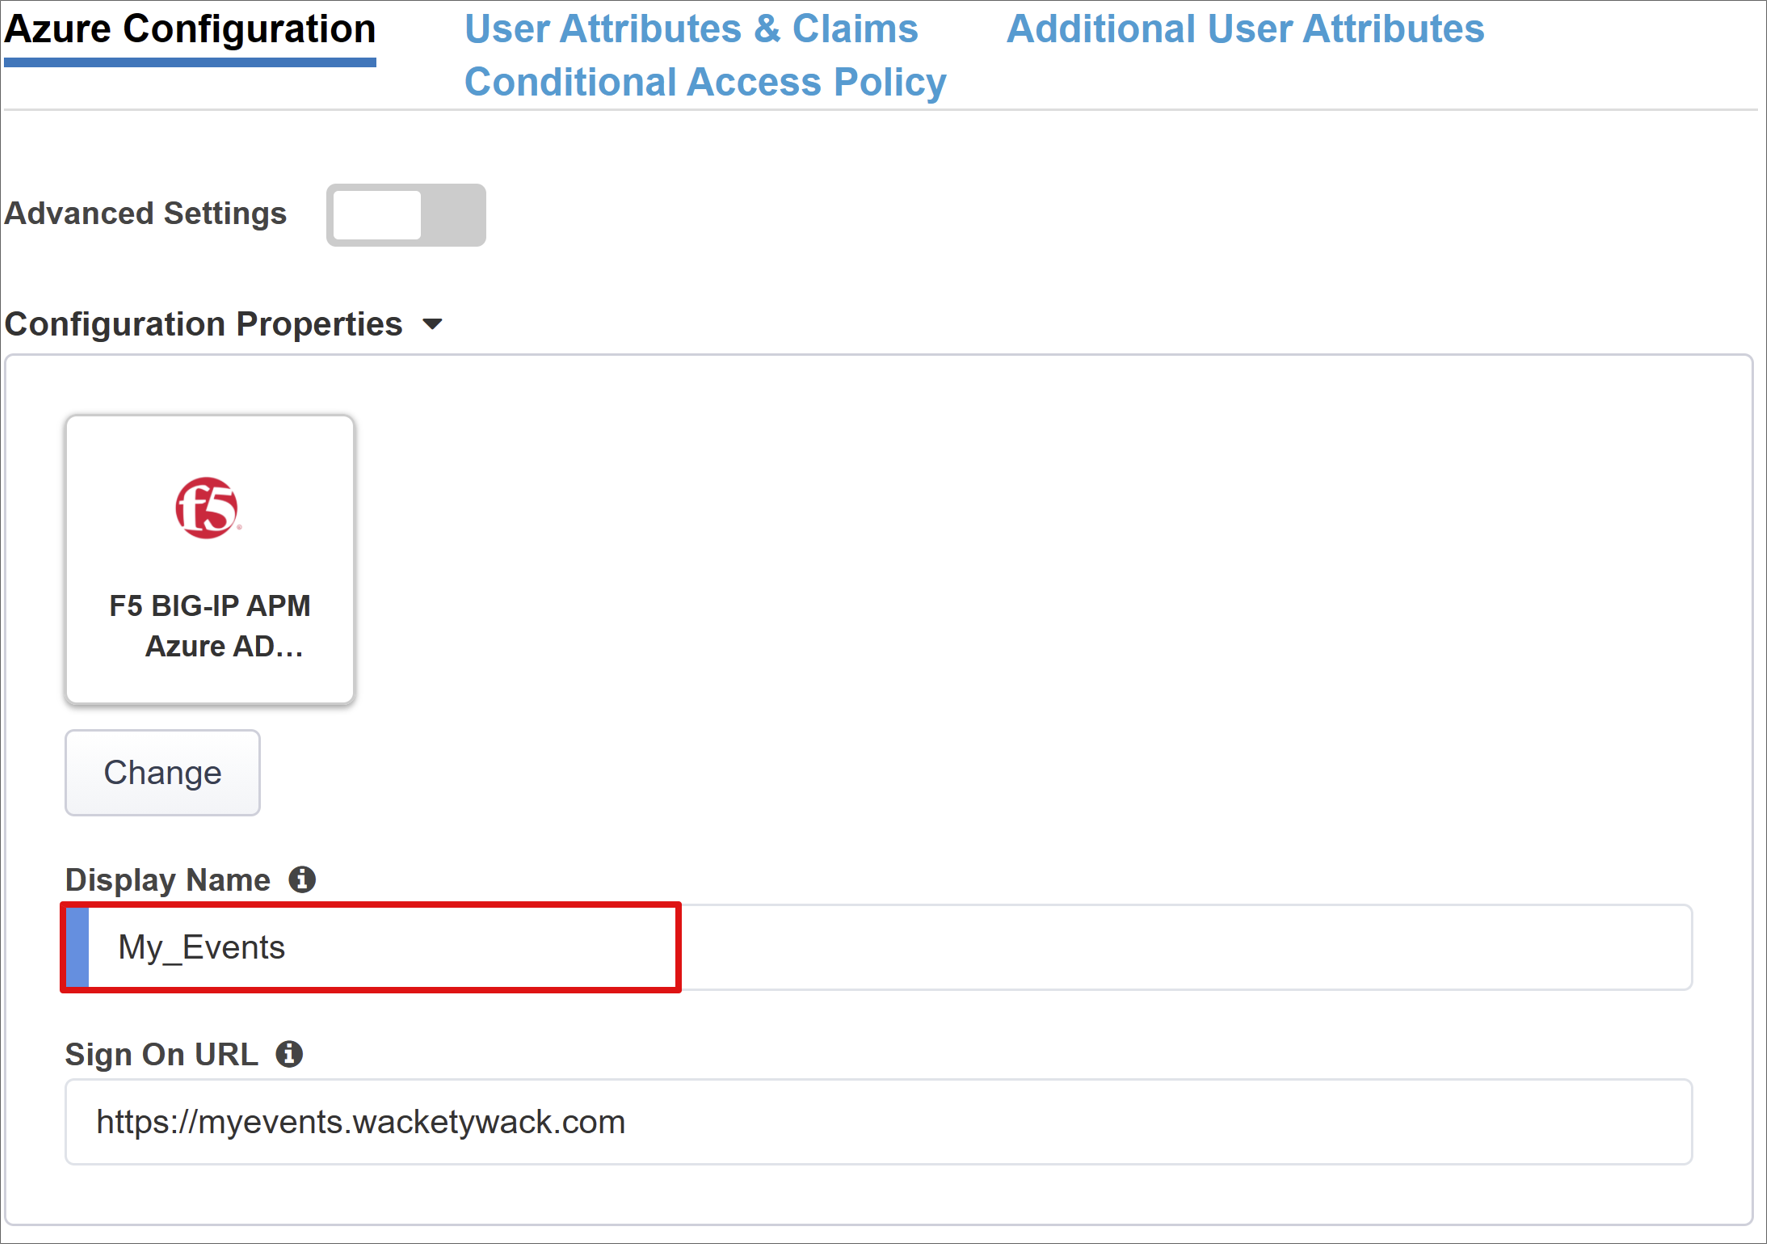 Azure Configuration
User Attributes & Claims
Additional User Attributes
Conditional Access Policy
Advanced Settings
Configuration Properties
f5
F5 BIG-IP APM
Azure AD...
Change
Display Name
My_Events
Sign On URL
https://myevents.wacketywack.com